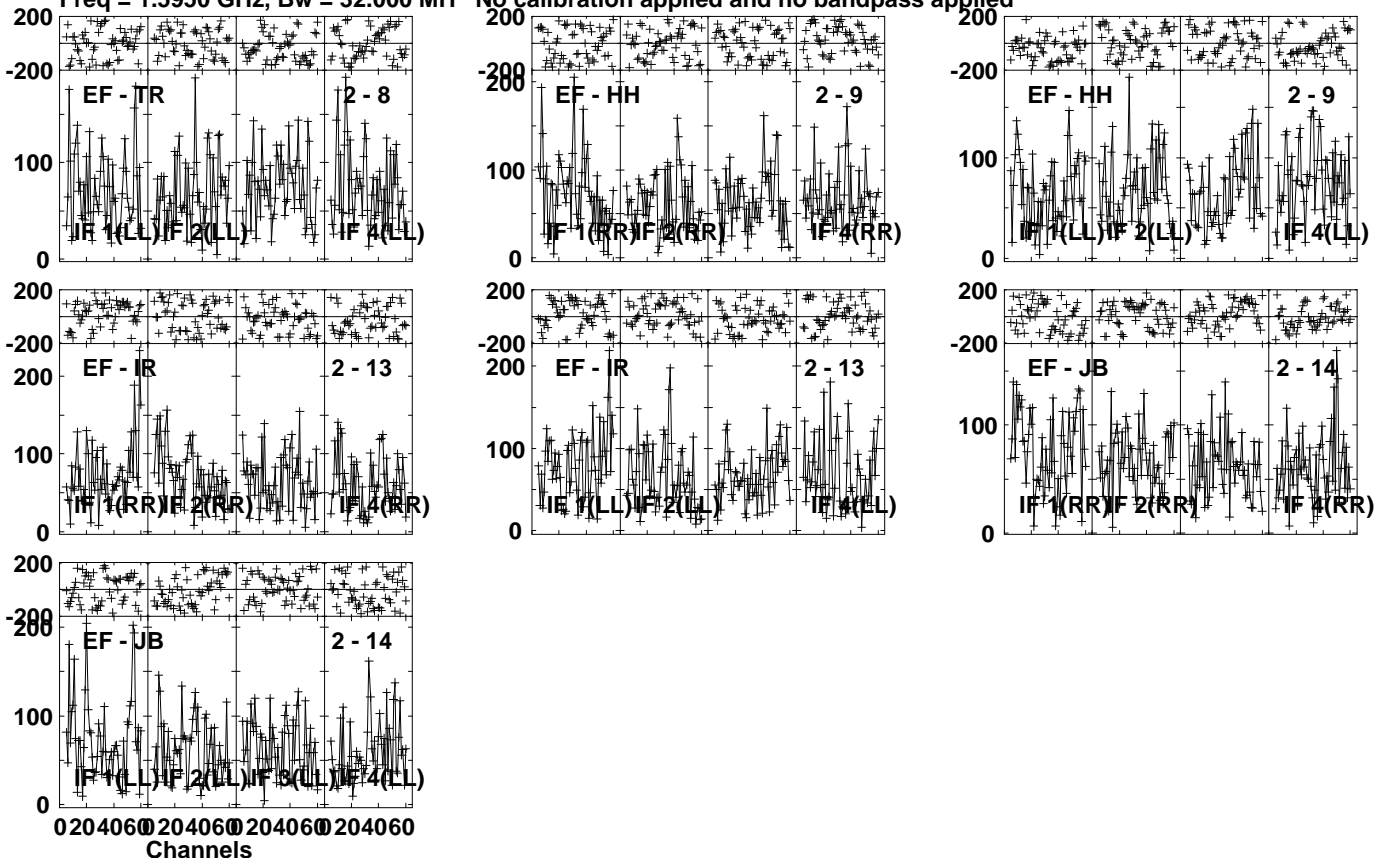 Freq = 1.5950 GHz, Bw = 32.000 MH No calibration applied and no bandpass applied
200
-200
EF - TR 2 - 8
100
IF 1(LL) IF 2(LL) IF 4(LL)
0
200
-200
200
EF - HH 2 - 9
100
IF 1(RR) IF 2(RR) IF 4(RR)
0
200
-200
EF - HH 2 - 9
100
IF 1(LL) IF 2(LL) IF 4(LL)
0
200
-200
EF - IR 2 - 13
200
100
IF 1(RR) IF 2(RR) IF 4(RR)
0
200
-200
EF - IR 2 - 13
200
100
IF 1(LL) IF 2(LL) IF 4(LL)
0
200
-200
EF - JB 2 - 14
100
IF 1(RR) IF 2(RR) IF 4(RR)
0
200
-200
200
EF - JB 2 - 14
100
IF 1(LL) IF 2(LL) IF 3(LL) IF 4(LL)
0
0 20 40 60 0 20 40 60 0 20 40 60 0 20 40 60
Channels